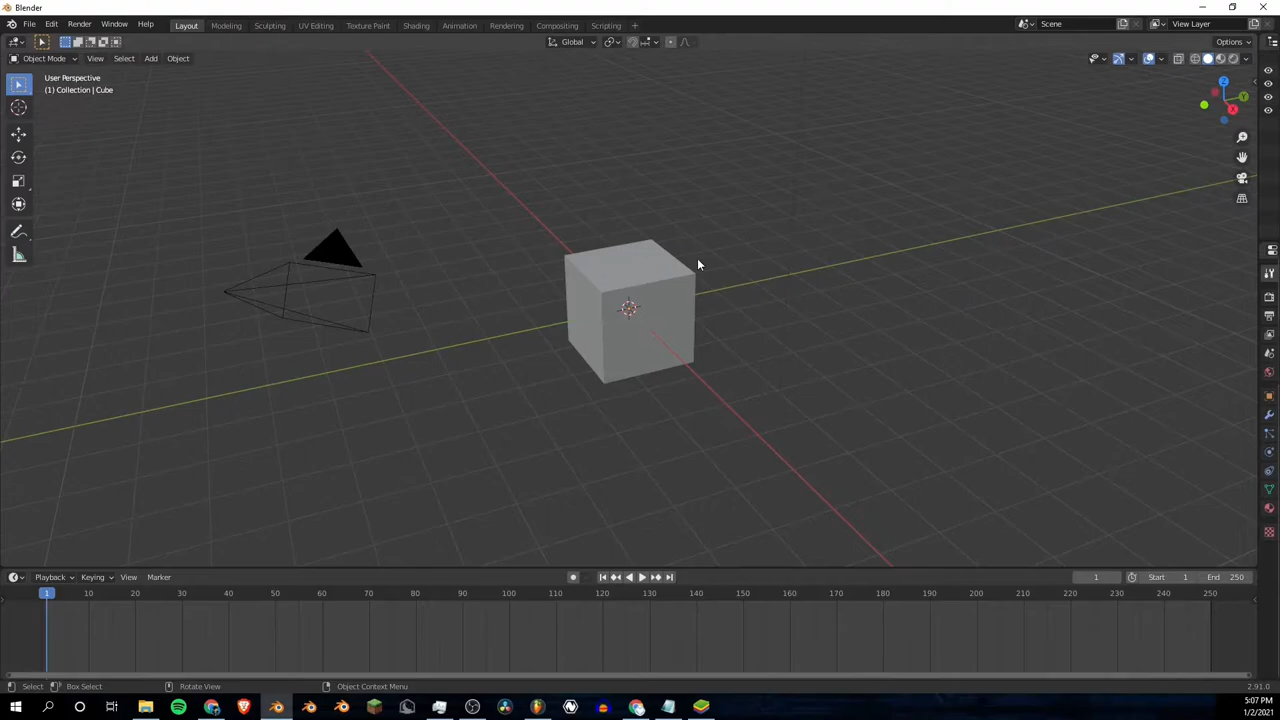 Blender
File Edit Render Window Help Layout Modeling Sculpting UV Editing Texture Paint Shading Animation Rendering Compositing Scripting + Scene View Layer
Global Options
Object Mode View Select Add Object
User Perspective
(1) Collection | Cube
Z
Y
X
Playback Keying View Marker 1 Start 1 End 250
1 10 20 30 40 50 60 70 80 90 100 110 120 130 140 150 160 170 180 190 200 210 220 230 240 250
Select Box Select Rotate View Object Context Menu 2.91.0
5:07 PM
1/2/2021